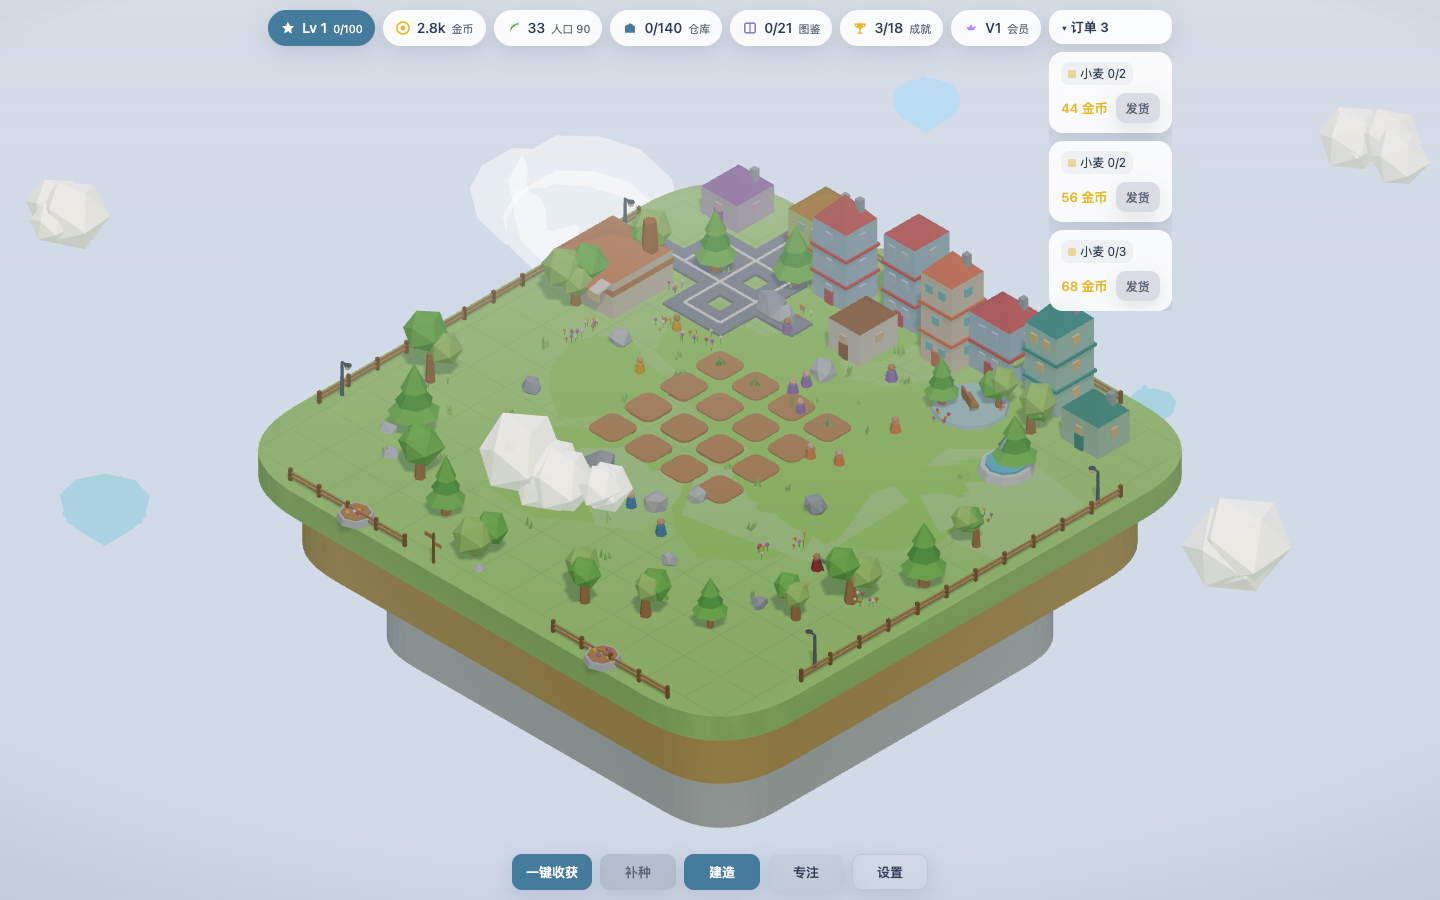 Lv 1 0/100
2.8k 金币
33 人口 90
0/140 仓库
0/21 图鉴
3/18 成就
V1 会员
▾ 订单 3
小麦 0/2
44 金币 发货
小麦 0/2
56 金币 发货
小麦 0/3
68 金币 发货
一键收获
补种
建造
专注
设置